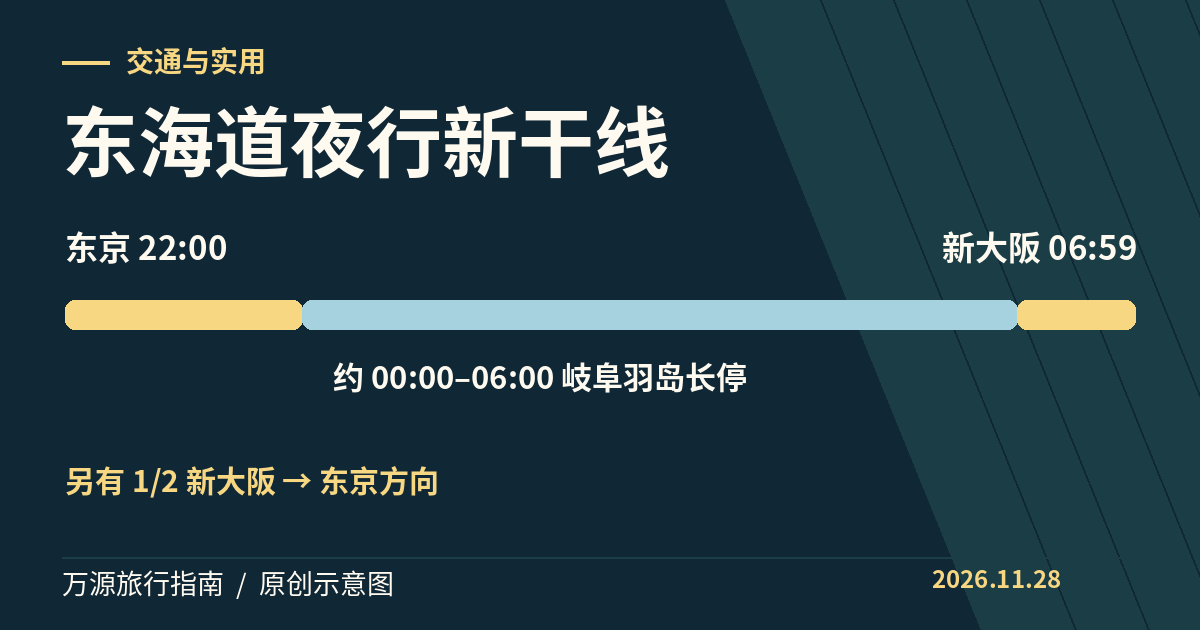 交通与实用
东海道夜行新干线
东京 22:00
新大阪 06:59
约 00:00–06:00 岐阜羽岛长停
另有 1/2 新大阪 → 东京方向
万源旅行指南 / 原创示意图
2026.11.28